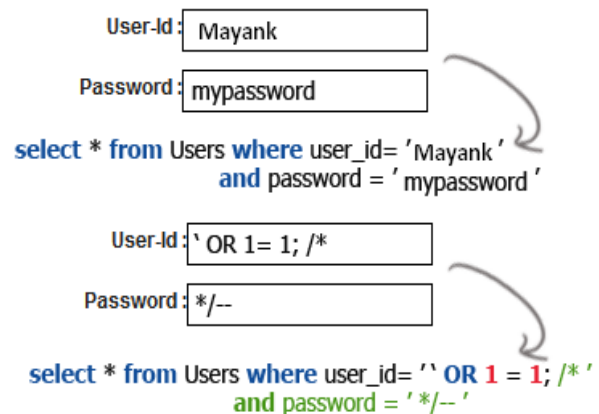 User-Id : Mayank
Password : mypassword
select * from Users where user_id= ' Mayank '
and password = ' mypassword '
User-Id : ` OR 1= 1; /*
Password : */--
select * from Users where user_id= ' ` OR 1 = 1; /* '
and password = ' */-- '